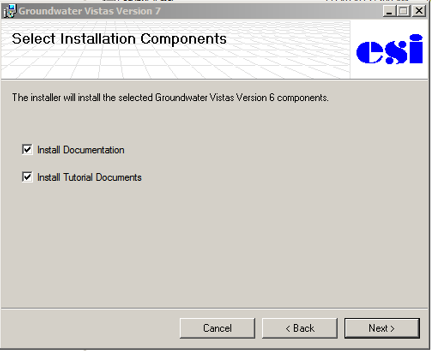 Groundwater Vistas Version 7
Select Installation Components
esi
The installer will install the selected Groundwater Vistas Version 6 components.
Install Documentation
Install Tutorial Documents
Cancel
< Back
Next >